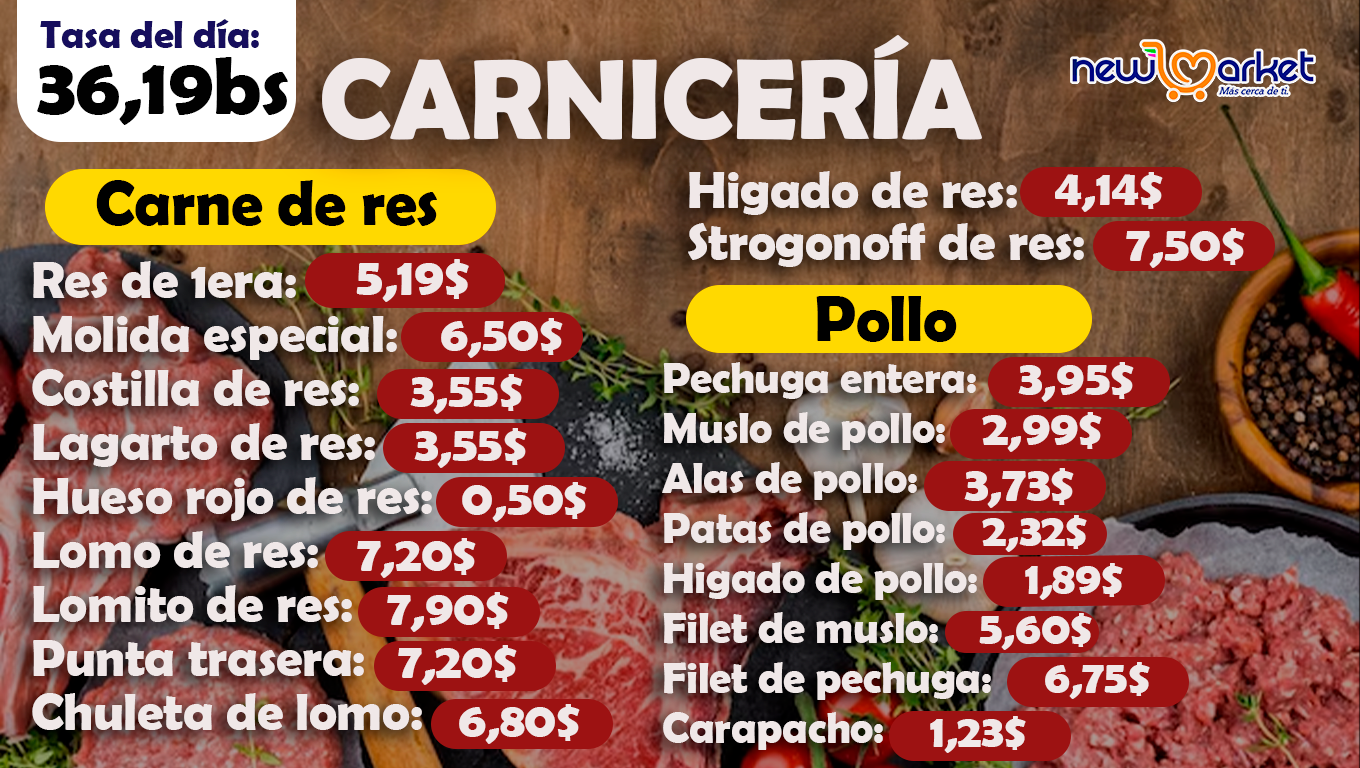 Tasa del día:
36,19bs
CARNICERÍA
new market
Más cerca de ti.
Carne de res
Res de 1era: 5,19$
Molida especial: 6,50$
Costilla de res: 3,55$
Lagarto de res: 3,55$
Hueso rojo de res: 0,50$
Lomo de res: 7,20$
Lomito de res: 7,90$
Punta trasera: 7,20$
Chuleta de lomo: 6,80$
Higado de res: 4,14$
Strogonoff de res: 7,50$
Pollo
Pechuga entera: 3,95$
Muslo de pollo: 2,99$
Alas de pollo: 3,73$
Patas de pollo: 2,32$
Higado de pollo: 1,89$
Filet de muslo: 5,60$
Filet de pechuga: 6,75$
Carapacho: 1,23$